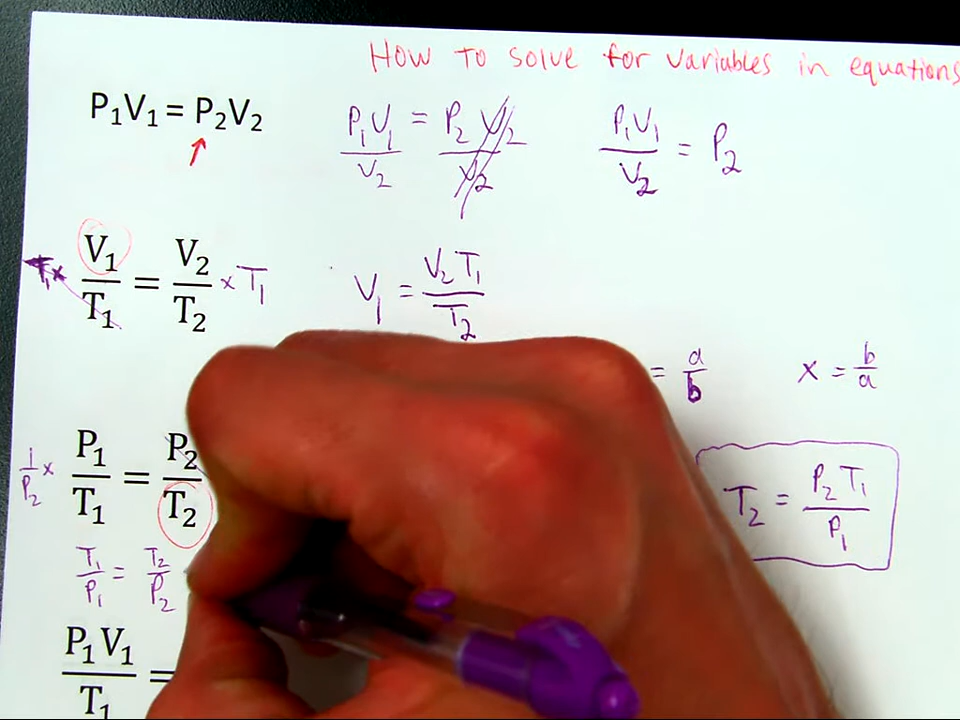 How To solve for variables in equations
P₁V₁ = P₂V₂ P₁V₁/V₂ = P₂V₂/V₂ P₁V₁/V₂ = P₂
T₁ × V₁/T₁ = V₂/T₂ × T₁ V₁ = V₂T₁/T₂
= a/b x = b/a
1/P₂ × P₁/T₁ = P₂/T₂ T₂ = P₂T₁/P₁
T₁/P₁ = T₂/P₂
P₁V₁/T₁ =